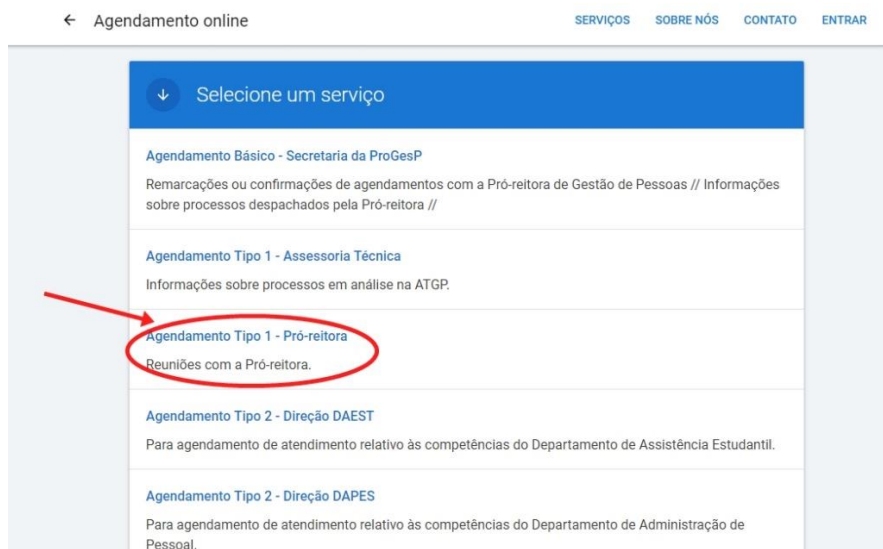 Agendamento online
SERVIÇOS SOBRE NÓS CONTATO ENTRAR
Selecione um serviço
Agendamento Básico - Secretaria da ProGesP
Remarcações ou confirmações de agendamentos com a Pró-reitora de Gestão de Pessoas // Informações
sobre processos despachados pela Pró-reitora //
Agendamento Tipo 1 - Assessoria Técnica
Informações sobre processos em análise na ATGP.
Agendamento Tipo 1 - Pró-reitora
Reuniões com a Pró-reitora.
Agendamento Tipo 2 - Direção DAEST
Para agendamento de atendimento relativo às competências do Departamento de Assistência Estudantil.
Agendamento Tipo 2 - Direção DAPES
Para agendamento de atendimento relativo às competências do Departamento de Administração de
Pessoal.